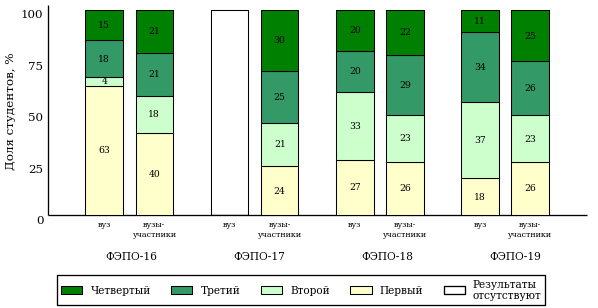 100
75
50
25
0
Доля студентов, %
15 21 30 20 22 11 25
18 21 25 20 29 34 26
4 18 21 33 23 37 23
63 40 24 27 26 18 26
вуз вузы-участники вуз вузы-участники вуз вузы-участники вуз вузы-участники
ФЭПО-16 ФЭПО-17 ФЭПО-18 ФЭПО-19
Четвертый Третий Второй Первый Результаты отсутствуют